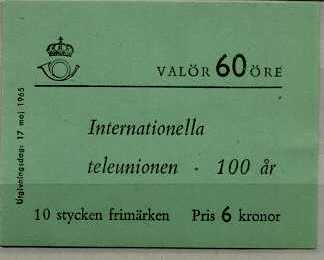 VALÖR 60 ÖRE
Utgivningsdag: 17 maj 1965
Internationella
teleunionen · 100 år
10 stycken frimärken Pris 6 kronor